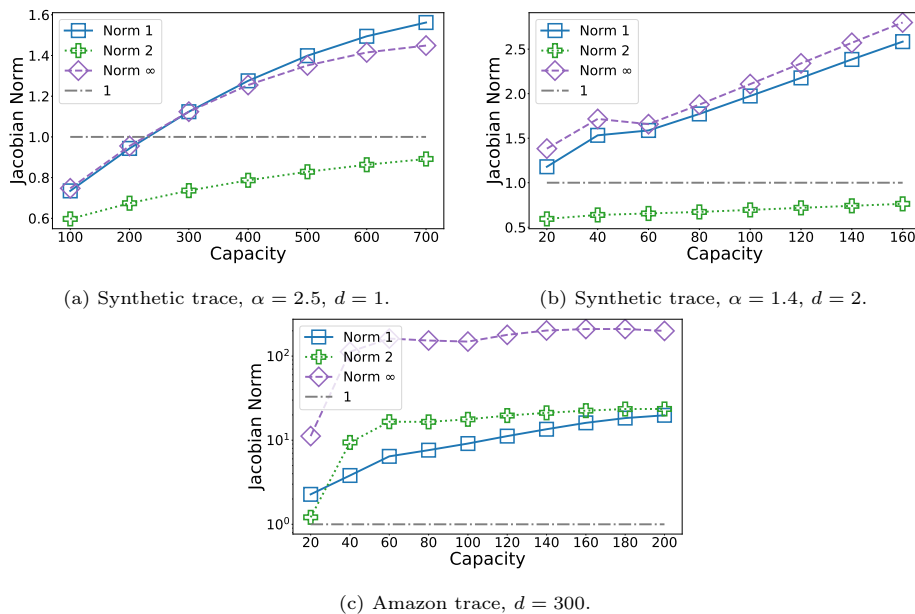 1.6
1.4
1.2
1.0
0.8
0.6
Jacobian Norm
Norm 1
Norm 2
Norm ∞
1
100 200 300 400 500 600 700
Capacity
(a) Synthetic trace, α = 2.5, d = 1.
2.5
2.0
1.5
1.0
0.5
Jacobian Norm
Norm 1
Norm 2
Norm ∞
1
20 40 60 80 100 120 140 160
Capacity
(b) Synthetic trace, α = 1.4, d = 2.
10²
10¹
10⁰
Jacobian Norm
Norm 1
Norm 2
Norm ∞
1
20 40 60 80 100 120 140 160 180 200
Capacity
(c) Amazon trace, d = 300.